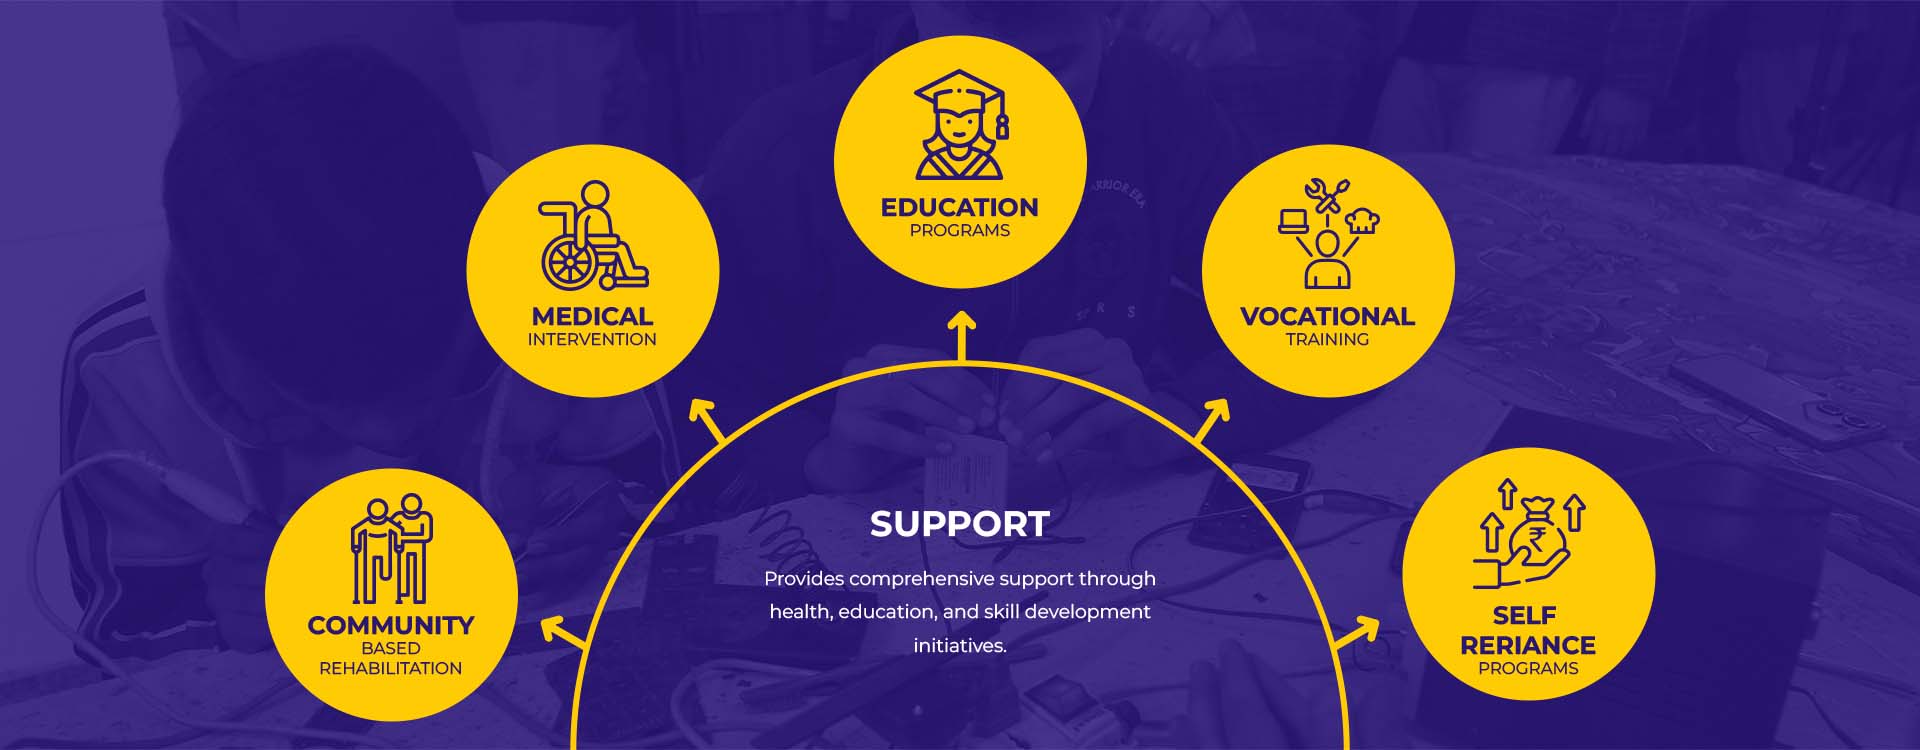 EDUCATION
PROGRAMS
MEDICAL
INTERVENTION
VOCATIONAL
TRAINING
COMMUNITY
BASED
REHABILITATION
SUPPORT
Provides comprehensive support through
health, education, and skill development
initiatives.
SELF
RERIANCE
PROGRAMS
₹